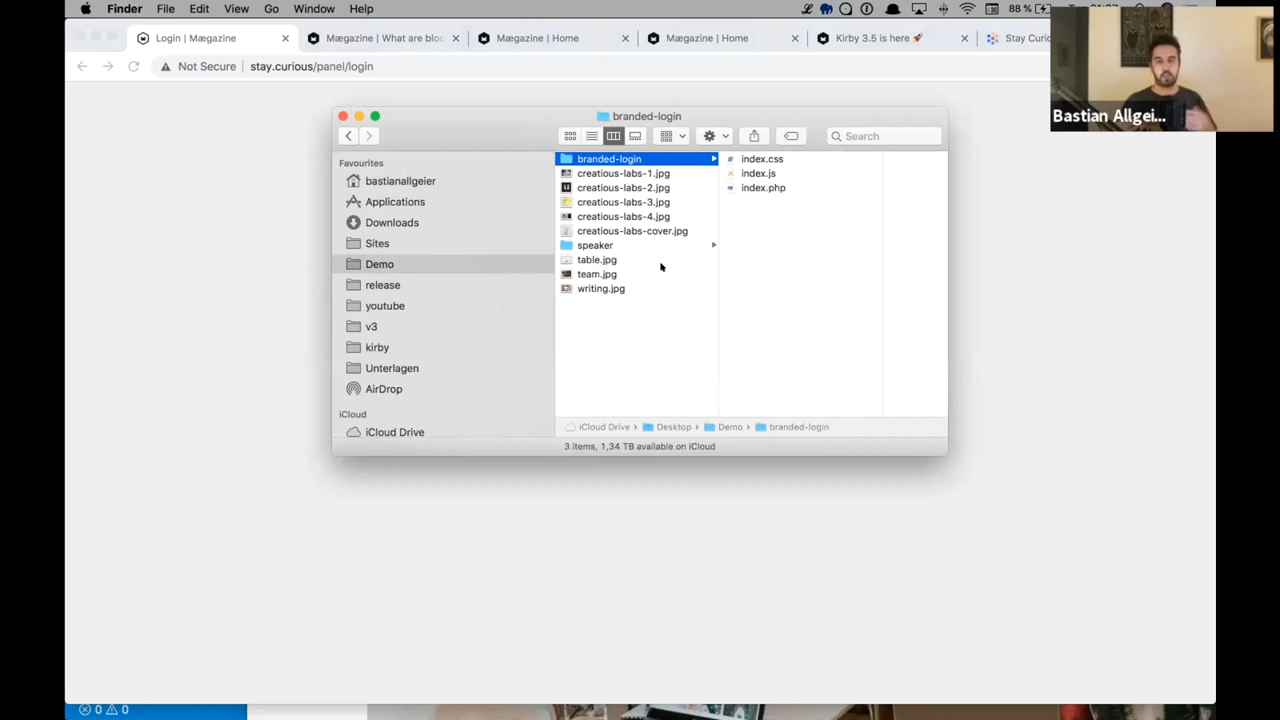 Finder File Edit View Go Window Help
88 %
Login | Mægazine
Mægazine | What are bloc
Mægazine | Home
Mægazine | Home
Kirby 3.5 is here 🚀
Stay Curio
Not Secure stay.curious/panel/login
Bastian Allgei...
branded-login
Search
Favourites
bastianallgeier
Applications
Downloads
Sites
Demo
release
youtube
v3
kirby
Unterlagen
AirDrop
iCloud
iCloud Drive
branded-login
creatious-labs-1.jpg
creatious-labs-2.jpg
creatious-labs-3.jpg
creatious-labs-4.jpg
creatious-labs-cover.jpg
speaker
table.jpg
team.jpg
writing.jpg
index.css
index.js
index.php
iCloud Drive › Desktop › Demo › branded-login
3 items, 1,34 TB available on iCloud
0 0